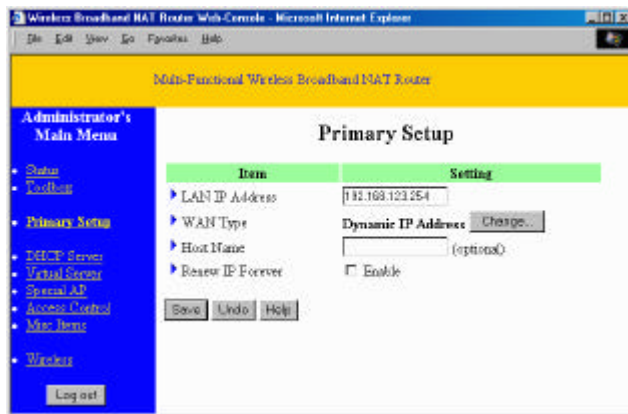 Wireless Broadband NAT Router Web-Console - Microsoft Internet Explorer
File Edit View Go Favorites Help
Multi-Functional Wireless Broadband NAT Router
Administrator's
Main Menu
Status
Toolbox
Primary Setup
DHCP Server
Virtual Server
Special AP
Access Control
Misc Items
Wireless
Log out
Primary Setup
Item Setting
LAN IP Address 192.168.123.254
WAN Type Dynamic IP Address Change...
Host Name (optional)
Renew IP Forever Enable
Save Undo Help